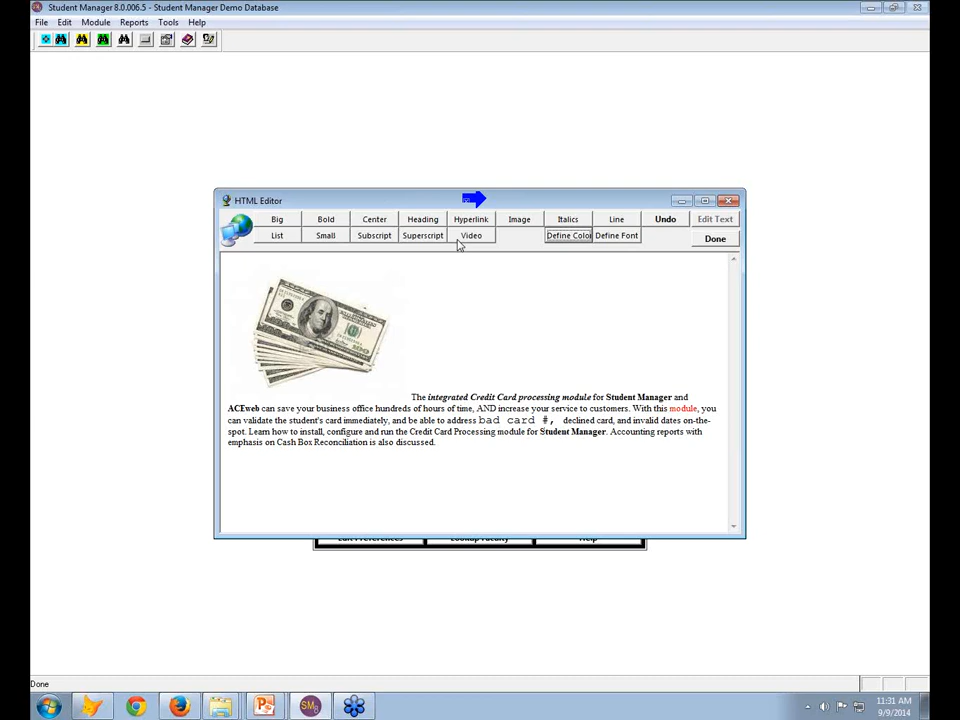 Student Manager 8.0.006.5 - Student Manager Demo Database
File Edit Module Reports Tools Help
HTML Editor
Big Bold Center Heading Hyperlink Image Italics Line Undo Edit Text
List Small Subscript Superscript Video Define Colo Define Font Done
The integrated Credit Card processing module for Student Manager and
ACEweb can save your business office hundreds of hours of time, AND increase your service to customers. With this module, you
can validate the student's card immediately, and be able to address bad card #, declined card, and invalid dates on-the-
spot. Learn how to install, configure and run the Credit Card Processing module for Student Manager. Accounting reports with
emphasis on Cash Box Reconciliation is also discussed.
Edit Preferences Lookup Faculty Help
Done
11:31 AM
9/9/2014